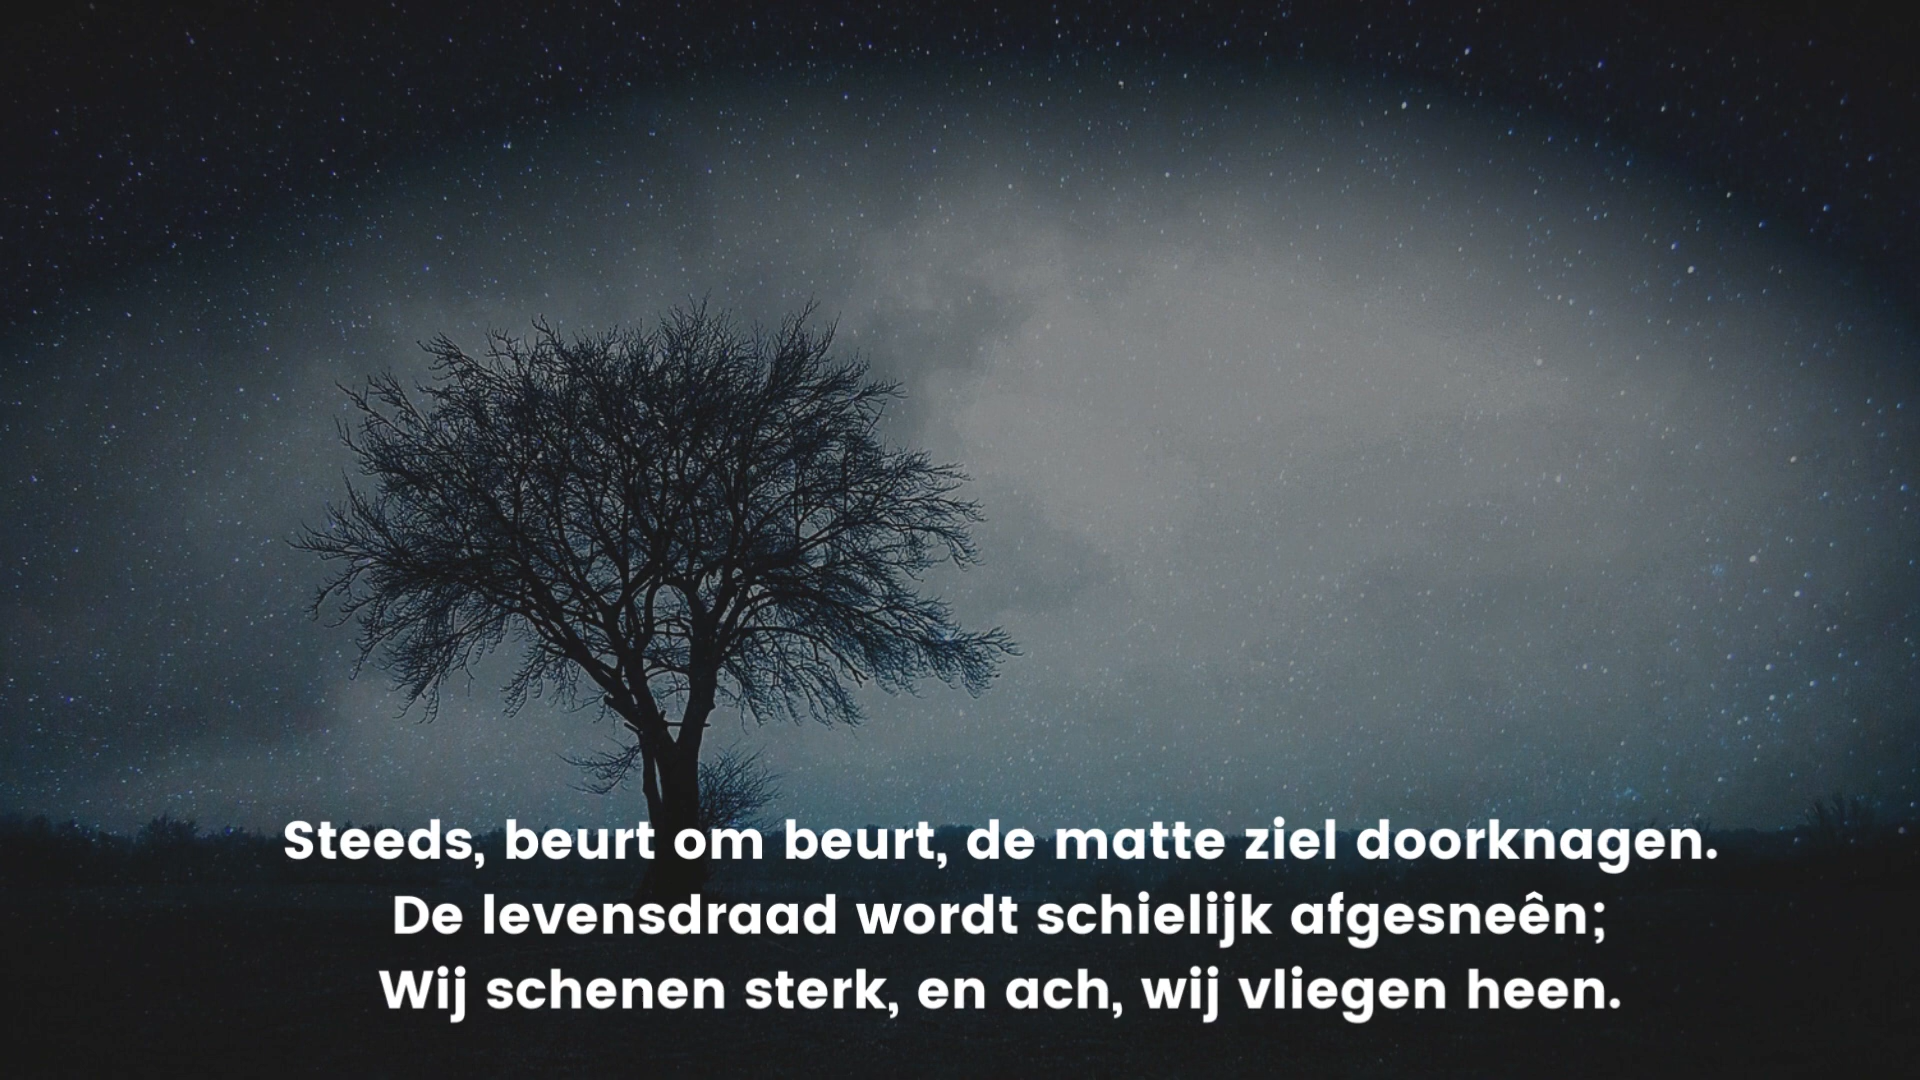 Steeds, beurt om beurt, de matte ziel doorknagen.
De levensdraad wordt schielijk afgesneên;
Wij schenen sterk, en ach, wij vliegen heen.